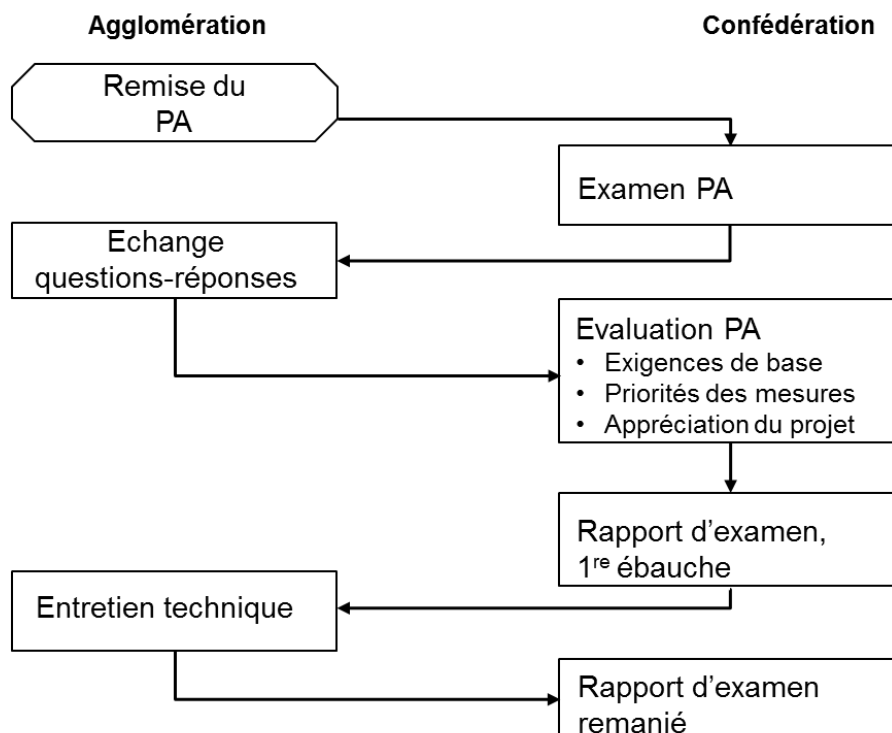 Agglomération
Confédération
Remise du
PA
Examen PA
Echange
questions-réponses
Evaluation PA
• Exigences de base
• Priorités des mesures
• Appréciation du projet
Rapport d’examen,
1re ébauche
Entretien technique
Rapport d’examen
remanié